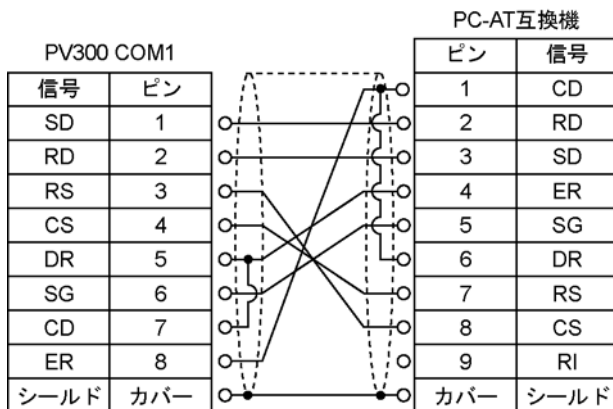 PC-AT互換機
PV300 COM1
ピン 信号
信号 ピン
1 CD
SD 1 2 RD
RD 2 3 SD
RS 3 4 ER
CS 4 5 SG
DR 5 6 DR
SG 6 7 RS
CD 7 8 CS
ER 8 9 RI
シールド カバー カバー シールド